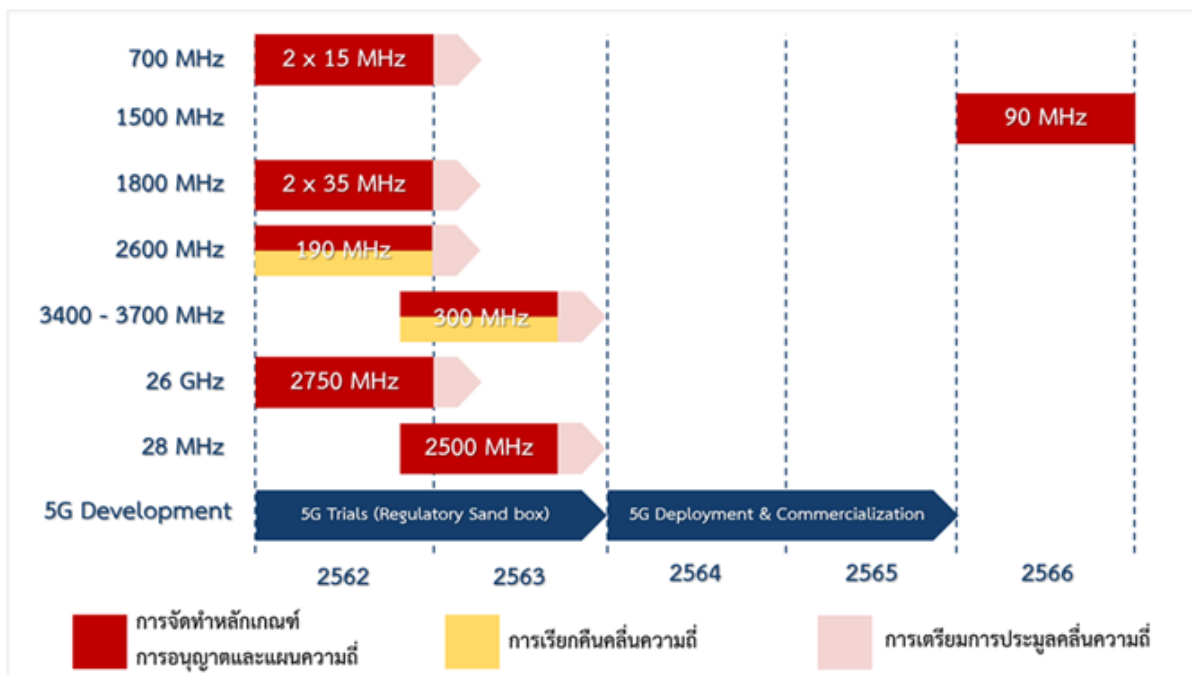 700 MHz 2 x 15 MHz
1500 MHz 90 MHz
1800 MHz 2 x 35 MHz
2600 MHz 190 MHz
3400 - 3700 MHz 300 MHz
26 GHz 2750 MHz
28 MHz 2500 MHz
5G Development 5G Trials (Regulatory Sand box) 5G Deployment & Commercialization
2562 2563 2564 2565 2566
การจัดทำหลักเกณฑ์
การอนุญาตและแผนความถี่
การเรียกคืนคลื่นความถี่
การเตรียมการประมูลคลื่นความถี่